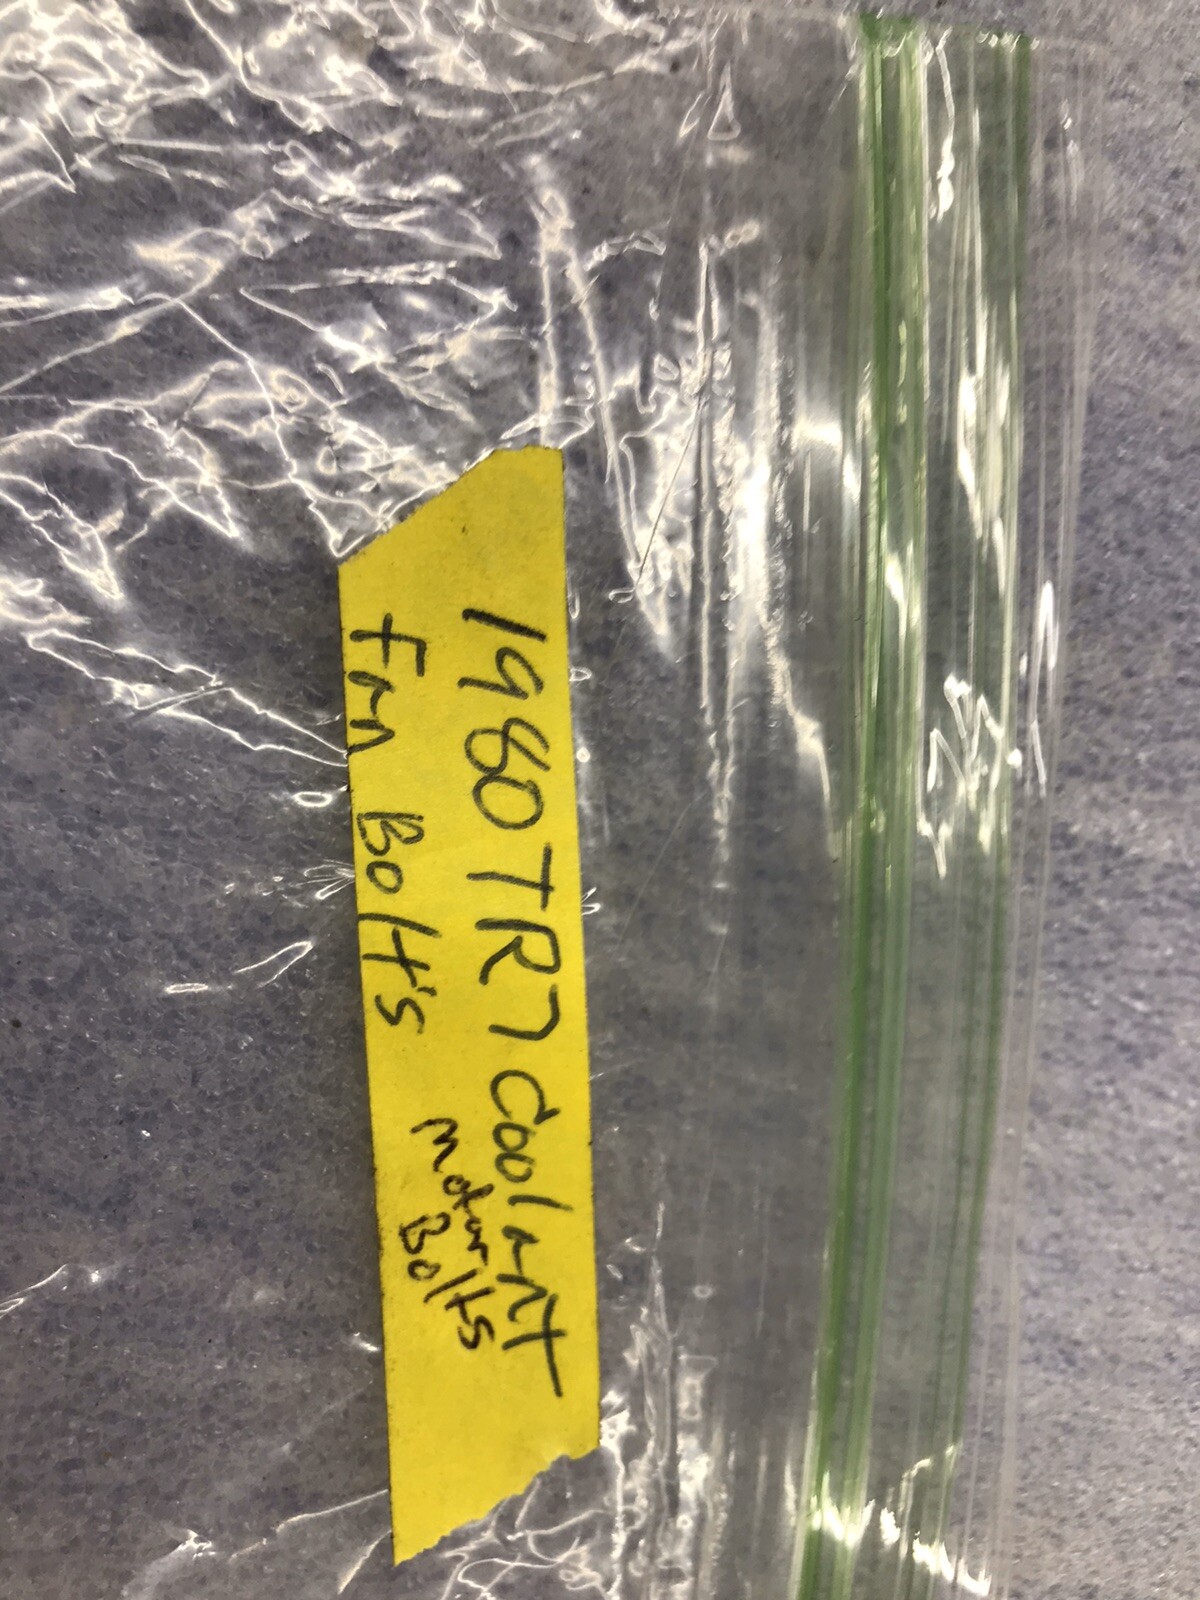 1980 TR7 Coolant
Fan Bolt's
Motor
Bolts